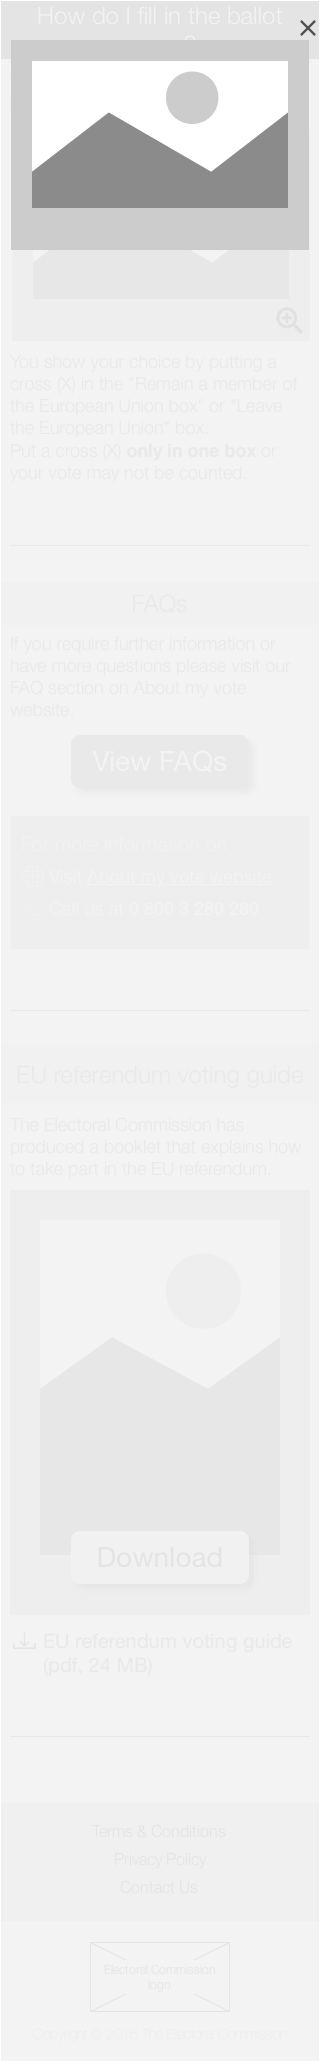 How do I fill in the ballot
?
You show your choice by putting a
cross (X) in the "Remain a member of
the European Union box" or "Leave
the European Union" box.
Put a cross (X) only in one box or
your vote may not be counted.
FAQs
If you require further information or
have more questions please visit our
FAQ section on About my vote
website.
View FAQs
For more information on
Visit About my vote website
Call us at 0 800 3 280 280
EU referendum voting guide
The Electoral Commission has
produced a booklet that explains how
to take part in the EU referendum.
Download
EU referendum voting guide
(pdf, 24 MB)
Terms & Conditions
Privacy Policy
Contact Us
Electoral Commission
logo
Copyright © 2016 The Electoral Commission